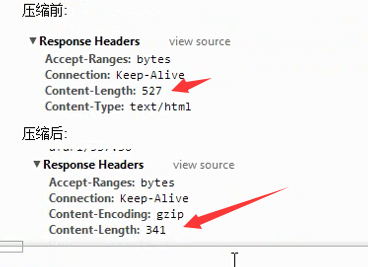 压缩前:
▼ Response Headers view source
Accept-Ranges: bytes
Connection: Keep-Alive
Content-Length: 527
Content-Type: text/html
压缩后:
▼ Response Headers view source
Accept-Ranges: bytes
Connection: Keep-Alive
Content-Encoding: gzip
Content-Length: 341